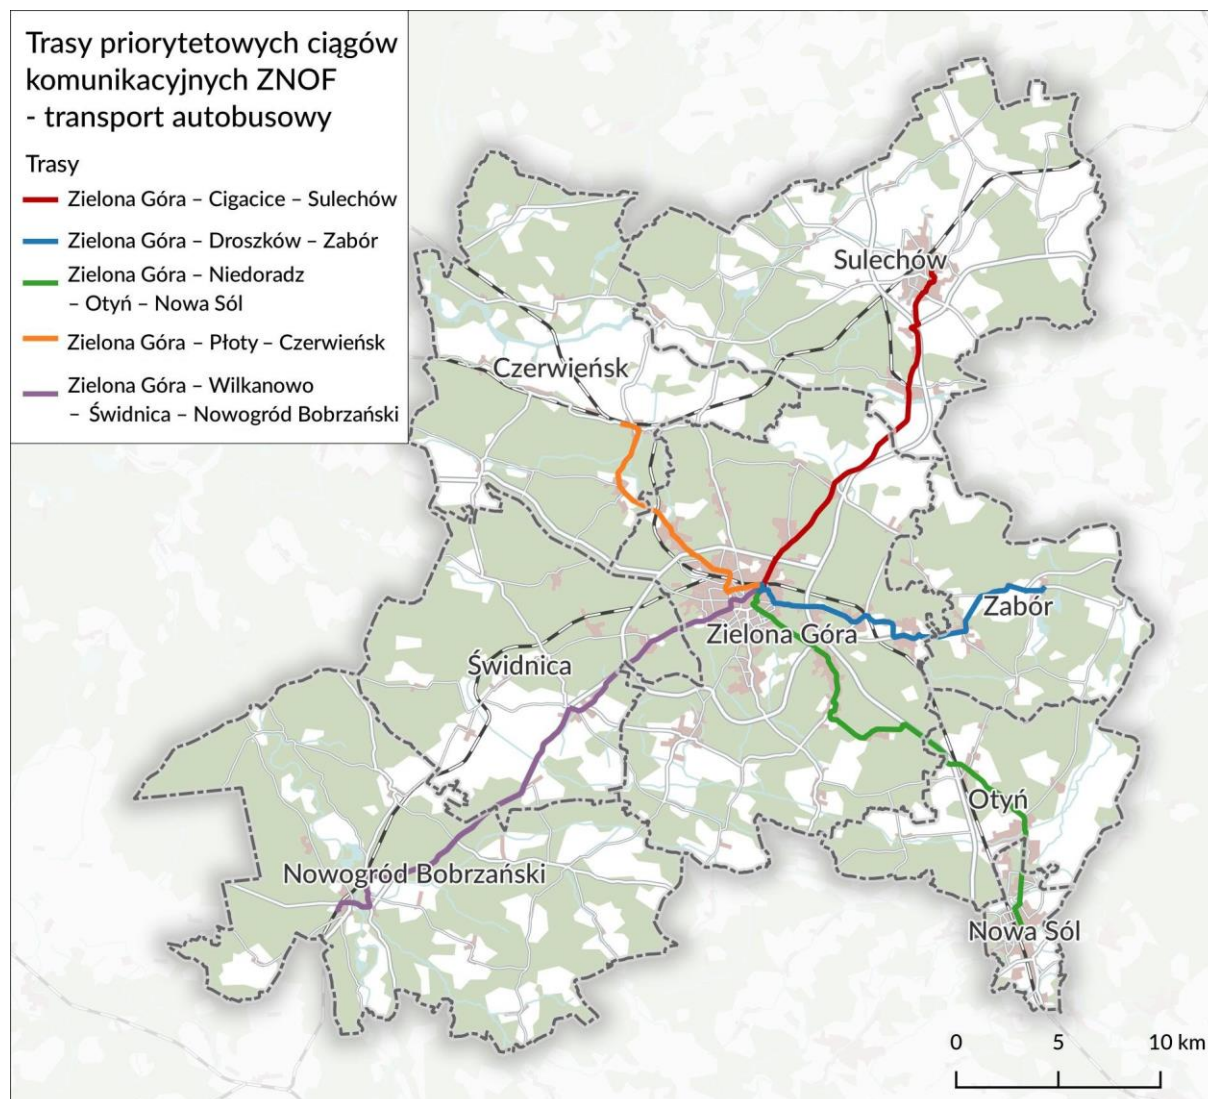 Trasy priorytetowych ciągów
komunikacyjnych ZNOF
- transport autobusowy
Trasy
Zielona Góra – Cigacice – Sulechów
Zielona Góra – Droszków – Zabór
Zielona Góra – Niedoradz
– Otyń – Nowa Sól
Zielona Góra – Płoty – Czerwieńsk
Zielona Góra – Wilkanowo
– Świdnica – Nowogród Bobrzański
Sulechów
Czerwieńsk
Zabór
Zielona Góra
Świdnica
Otyń
Nowogród Bobrzański
Nowa Sól
0 5 10 km